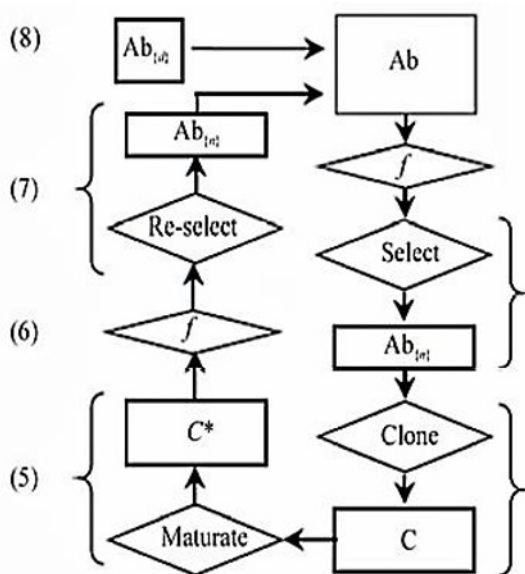 (8)
Ab{d}
Ab
Ab{n}
f
(7)
Re-select
Select
(6)
f
Ab{n}
C*
Clone
(5)
Maturate
C